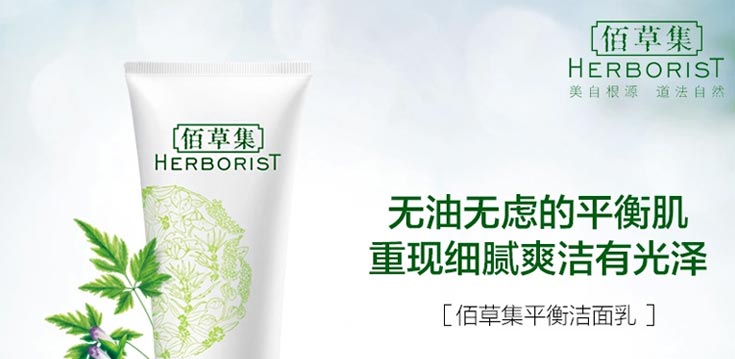 佰草集
HERBORIST
美自根源 道法自然
佰草集
HERBORIST
无油无虑的平衡肌
重现细腻爽洁有光泽
[ 佰草集平衡洁面乳 ]